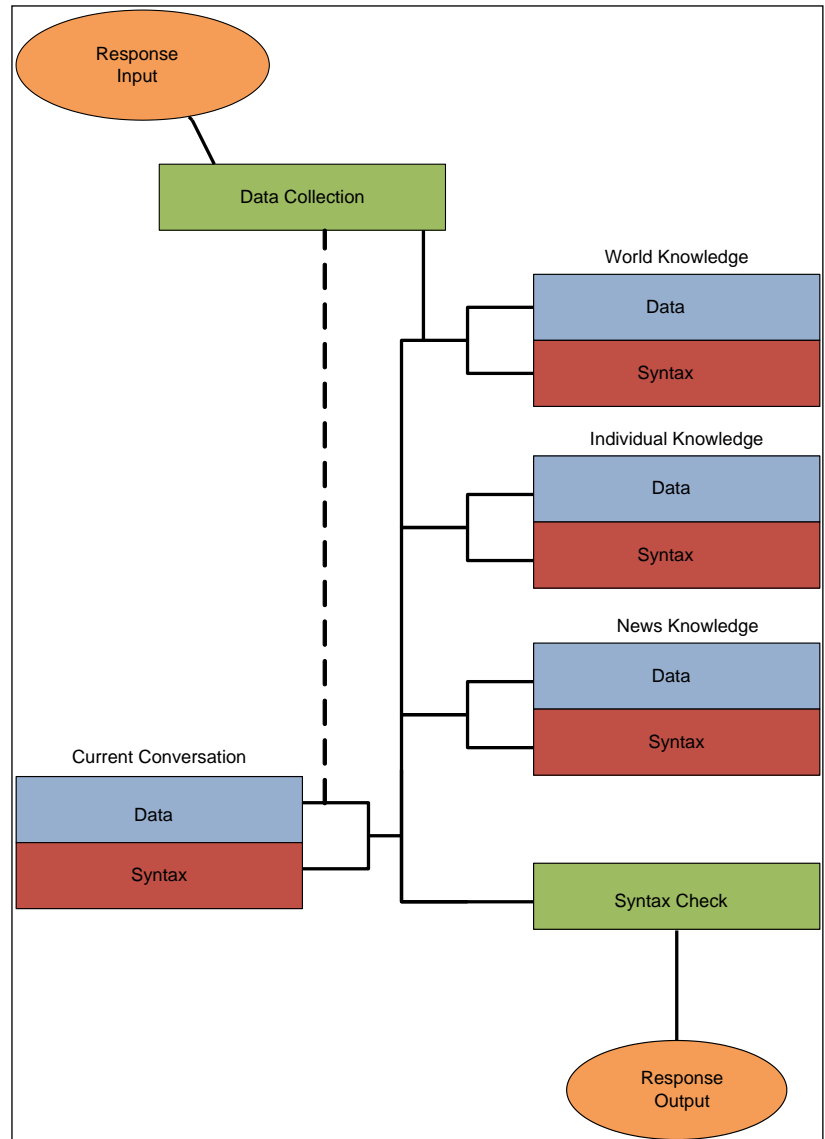 Response
Input
Data Collection
World Knowledge
Data
Syntax
Individual Knowledge
Data
Syntax
News Knowledge
Data
Syntax
Current Conversation
Data
Syntax
Syntax Check
Response
Output